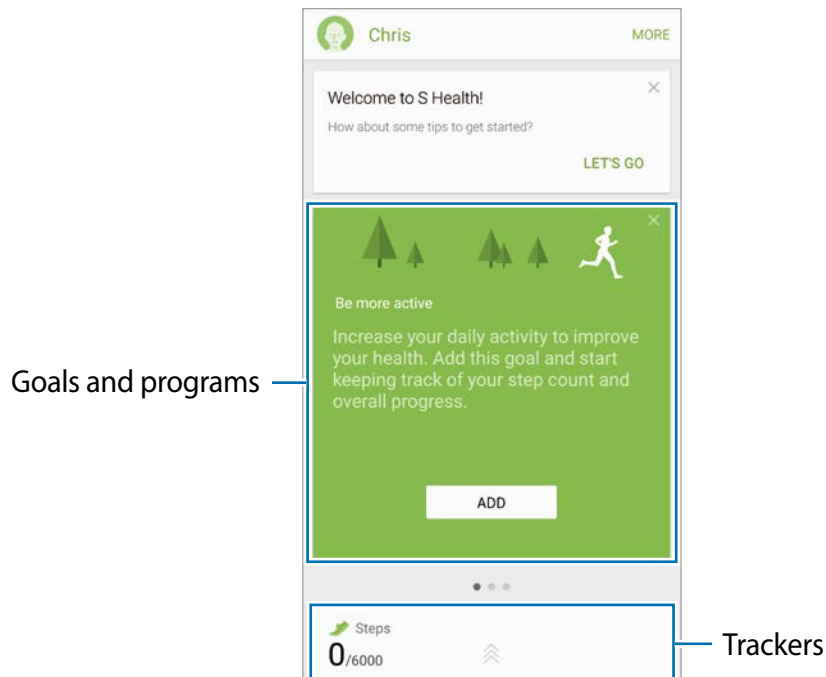 Chris
MORE
Welcome to S Health!
How about some tips to get started?
LET'S GO
Be more active
Increase your daily activity to improve
your health. Add this goal and start
keeping track of your step count and
overall progress.
Goals and programs
ADD
Steps
0/6000
Trackers